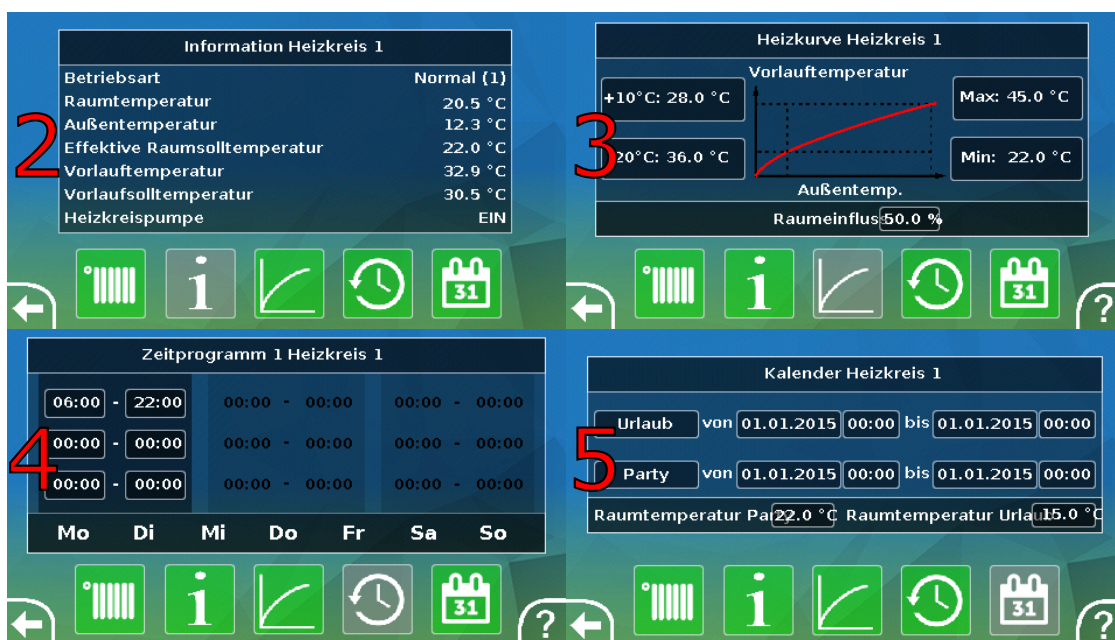 Information Heizkreis 1
Betriebsart Normal (1)
Raumtemperatur 20.5 °C
Außentemperatur 12.3 °C
Effektive Raumsolltemperatur 22.0 °C
Vorlauftemperatur 32.9 °C
Vorlaufsolltemperatur 30.5 °C
Heizkreispumpe EIN
2
31
Heizkurve Heizkreis 1
Vorlauftemperatur
+10°C: 28.0 °C Max: 45.0 °C
20°C: 36.0 °C Min: 22.0 °C
Außentemp.
Raumeinflus 50.0 %
3
31
?
Zeitprogramm 1 Heizkreis 1
06:00 - 22:00 00:00 - 00:00 00:00 - 00:00
00:00 - 00:00 00:00 - 00:00 00:00 - 00:00
00:00 - 00:00 00:00 - 00:00 00:00 - 00:00
Mo Di Mi Do Fr Sa So
4
31
?
Kalender Heizkreis 1
Urlaub von 01.01.2015 00:00 bis 01.01.2015 00:00
Party von 01.01.2015 00:00 bis 01.01.2015 00:00
Raumtemperatur Pa 22.0 °C Raumtemperatur Urla 15.0 °C
5
31
?